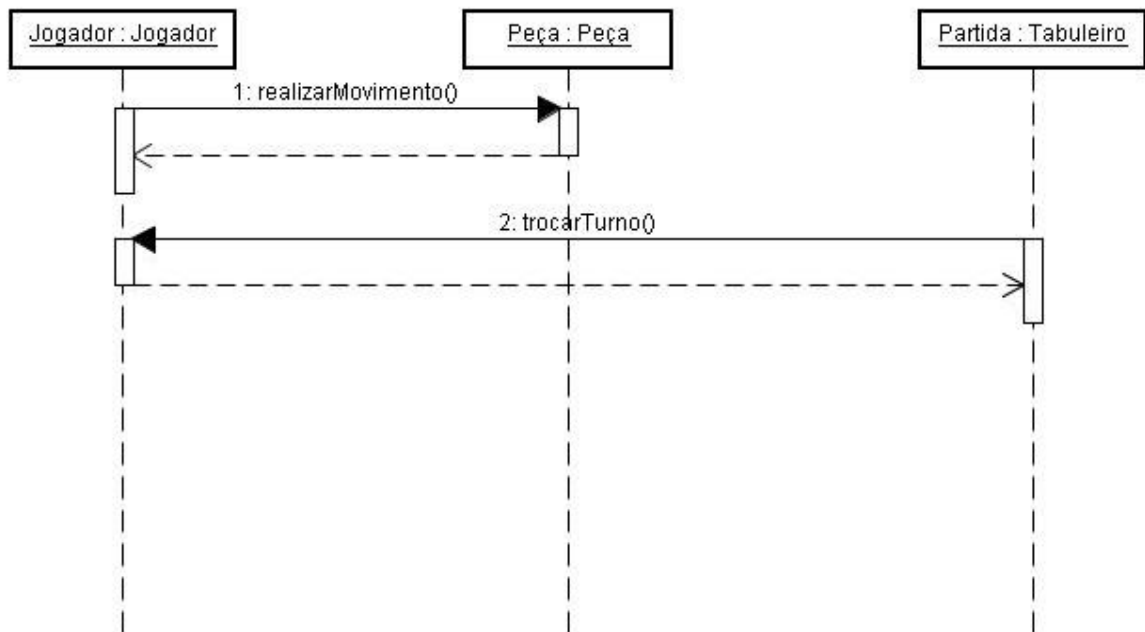 Jogador : Jogador
Peça : Peça
Partida : Tabuleiro
1: realizarMovimento()
2: trocarTurno()